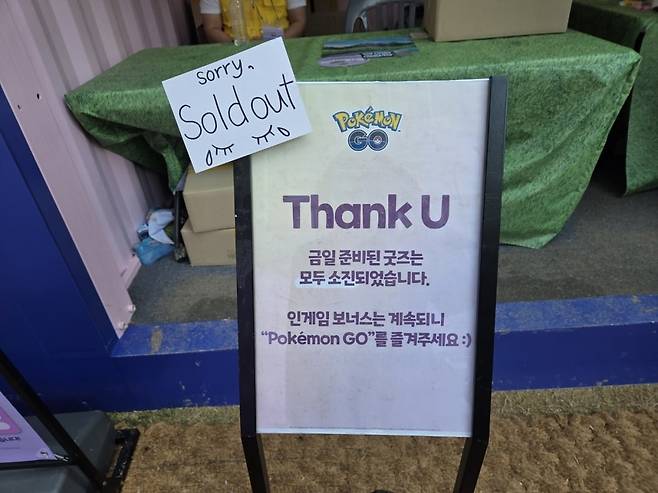 sorry.
Sold out
POKÉMON
GO
Thank U
금일 준비된 굿즈는
모두 소진되었습니다.
인게임 보너스는 계속되니
“Pokémon GO”를 즐겨주세요 :)